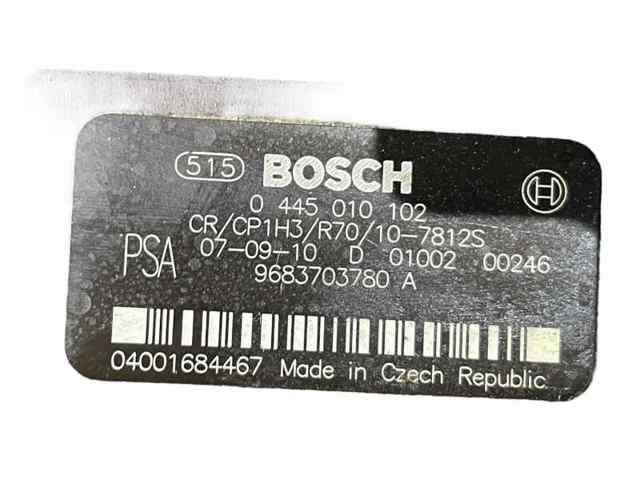 515 BOSCH
0 445 010 102
CR/CP1H3/R70/10-7812S
PSA 07-09-10 D 01002 00246
9683703780 A
04001684467 Made in Czech Republic